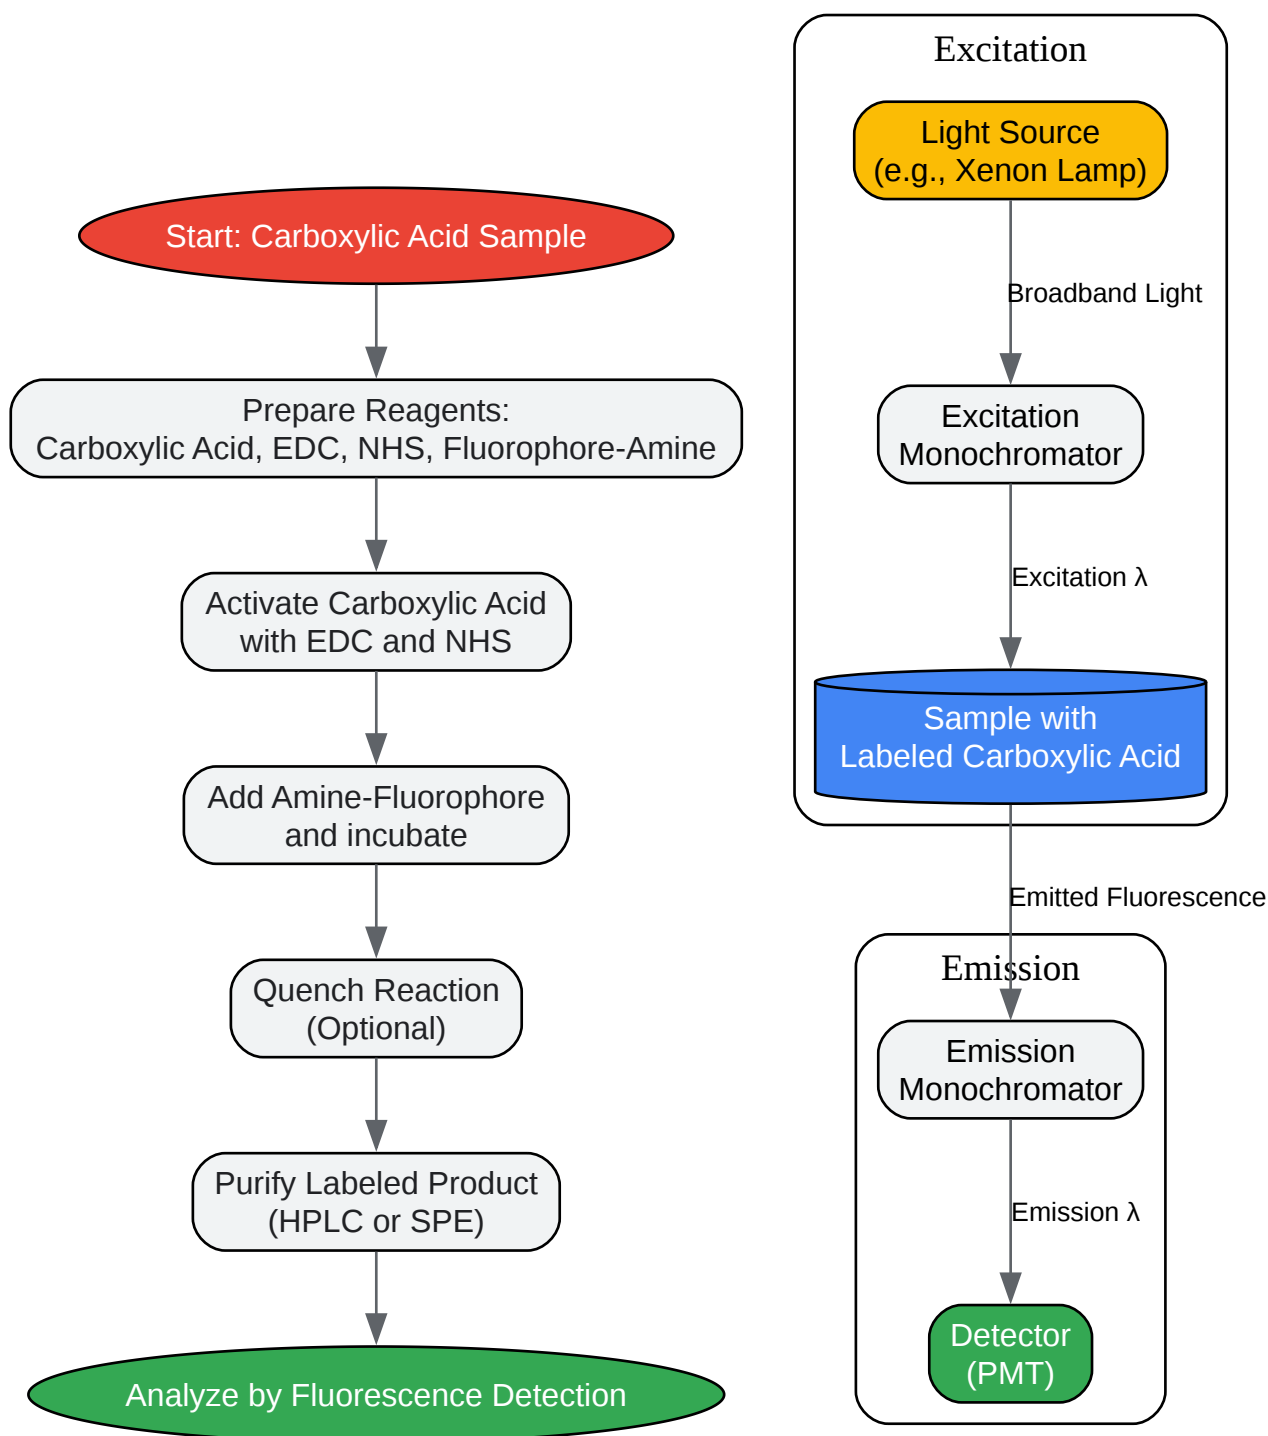 Start: Carboxylic Acid Sample
Prepare Reagents:
Carboxylic Acid, EDC, NHS, Fluorophore-Amine
Activate Carboxylic Acid
with EDC and NHS
Add Amine-Fluorophore
and incubate
Quench Reaction
(Optional)
Purify Labeled Product
(HPLC or SPE)
Analyze by Fluorescence Detection
Excitation
Light Source
(e.g., Xenon Lamp)
Broadband Light
Excitation
Monochromator
Excitation λ
Sample with
Labeled Carboxylic Acid
Emitted Fluorescence
Emission
Emission
Monochromator
Emission λ
Detector
(PMT)